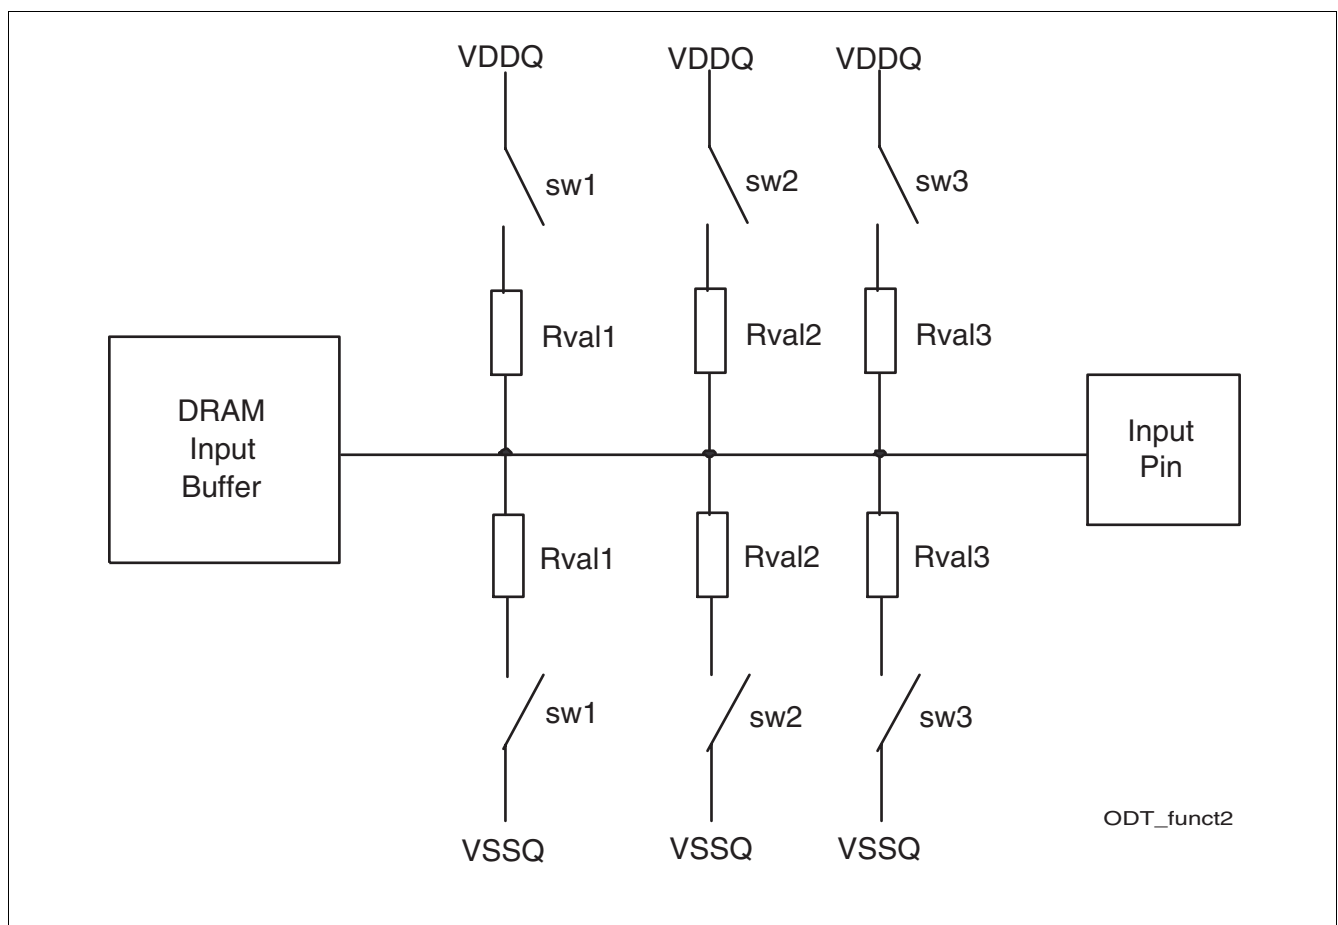 VDDQ VDDQ VDDQ
sw1 sw2 sw3
Rval1 Rval2 Rval3
DRAM
Input
Buffer
Input
Pin
Rval1 Rval2 Rval3
sw1 sw2 sw3
ODT_funct2
VSSQ VSSQ VSSQ